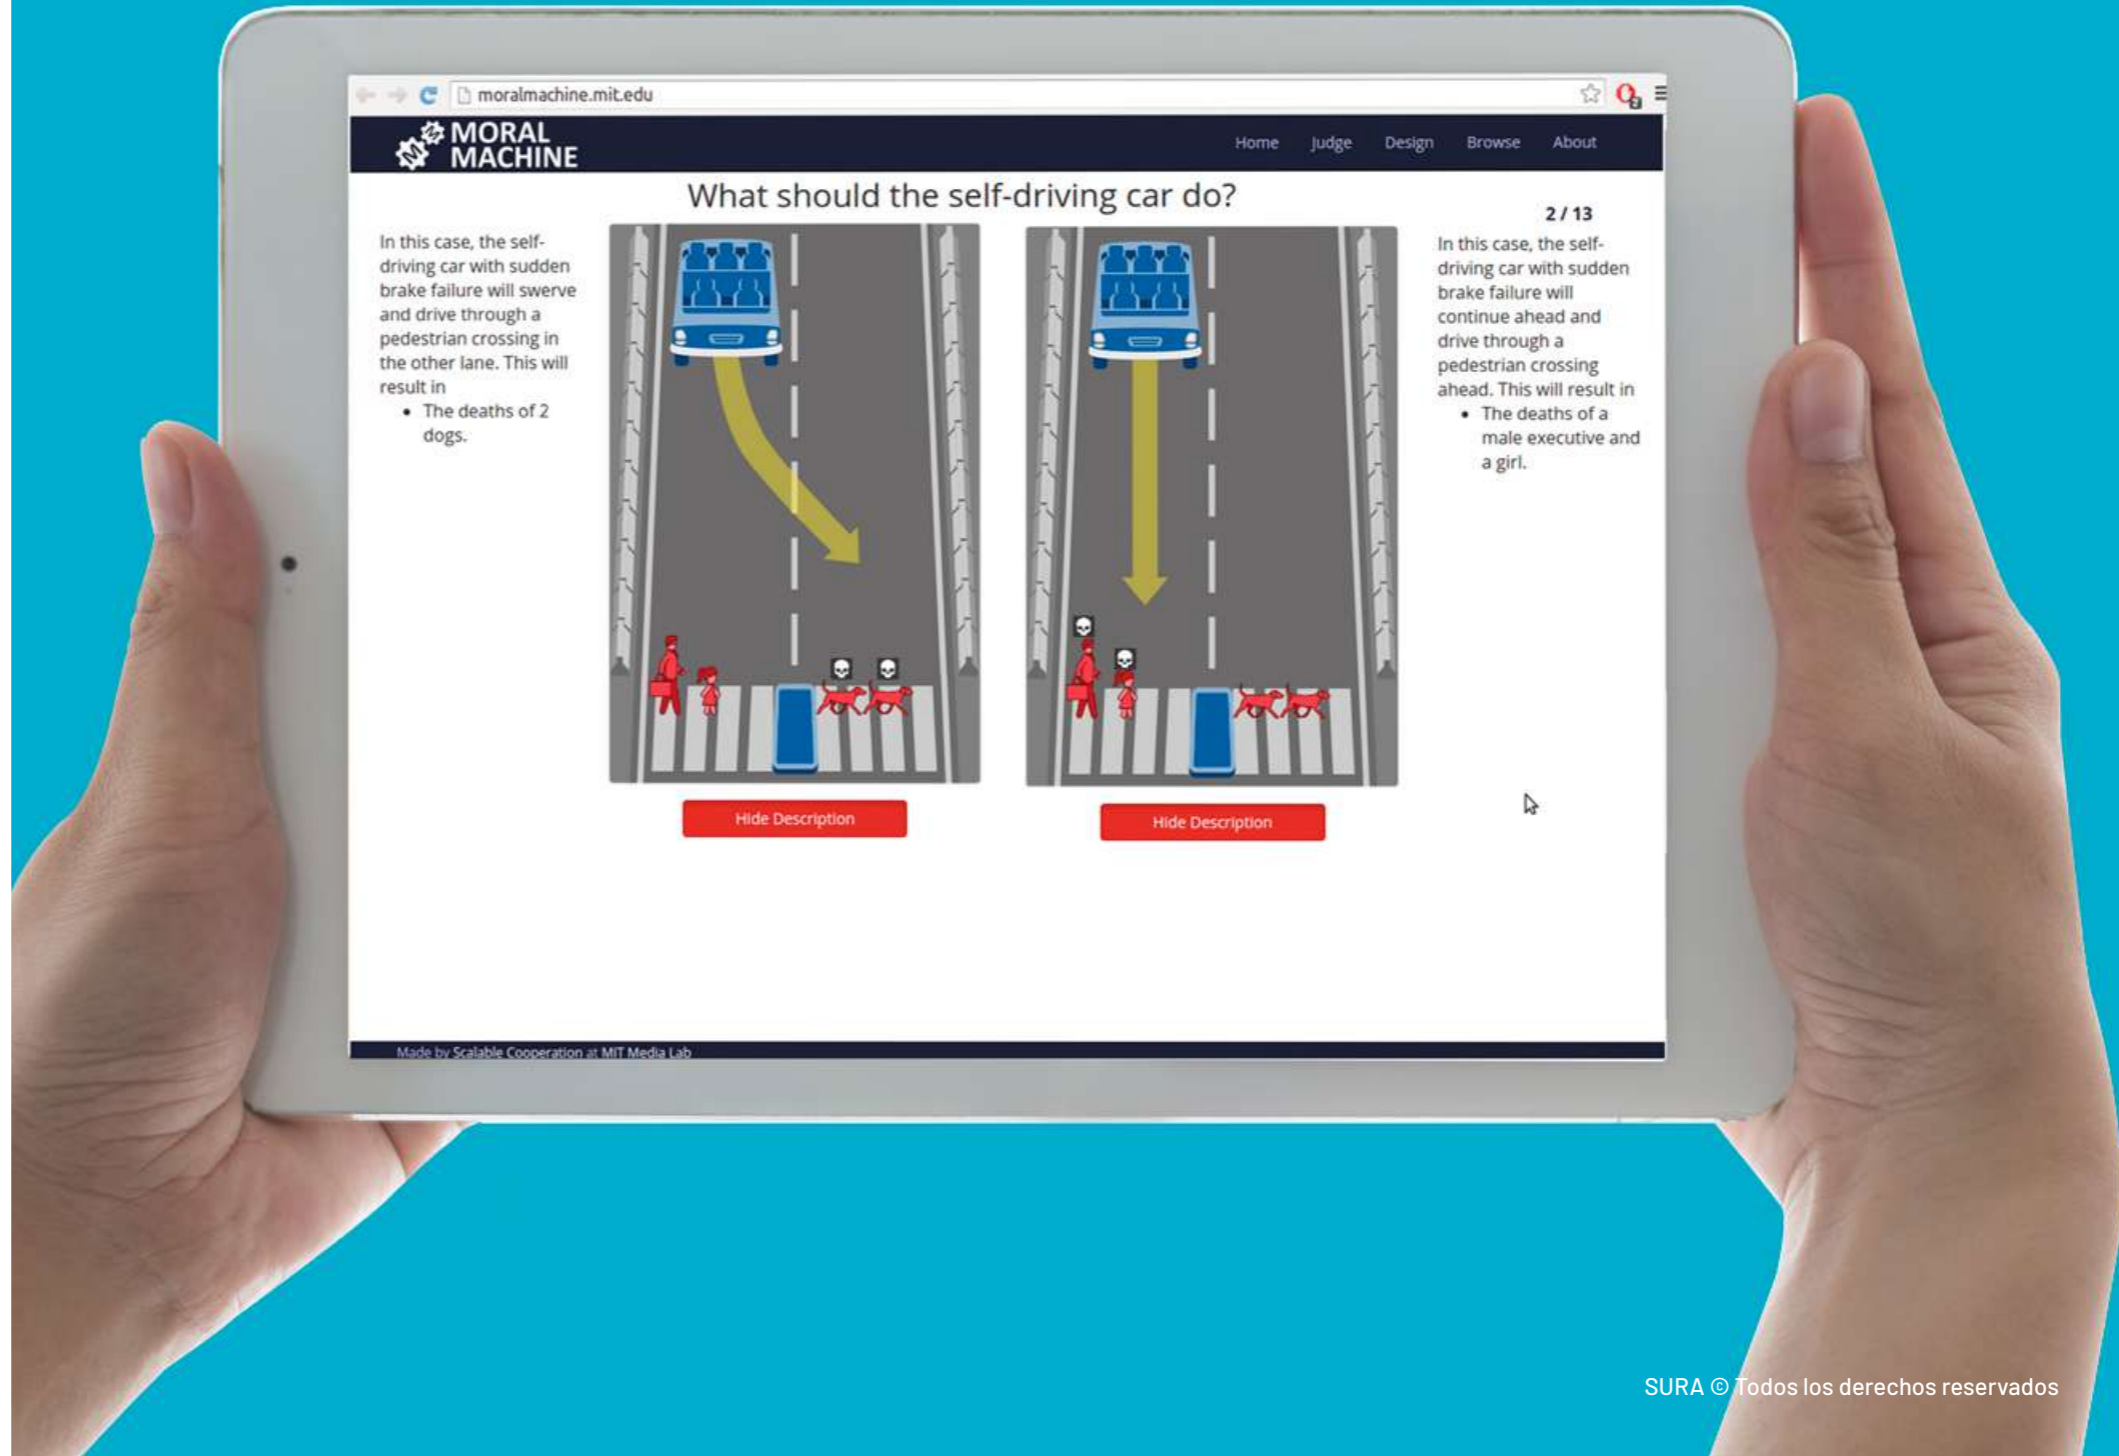 moralmachine.mit.edu
MORAL
MACHINE
Home Judge Design Browse About
What should the self-driving car do?
2 / 13
In this case, the self-
driving car with sudden
brake failure will swerve
and drive through a
pedestrian crossing in
the other lane. This will
result in
• The deaths of 2
dogs.
In this case, the self-
driving car with sudden
brake failure will
continue ahead and
drive through a
pedestrian crossing
ahead. This will result in
• The deaths of a
male executive and
a girl.
Hide Description
Hide Description
Made by Scalable Cooperation at MIT Media Lab
SURA © Todos los derechos reservados